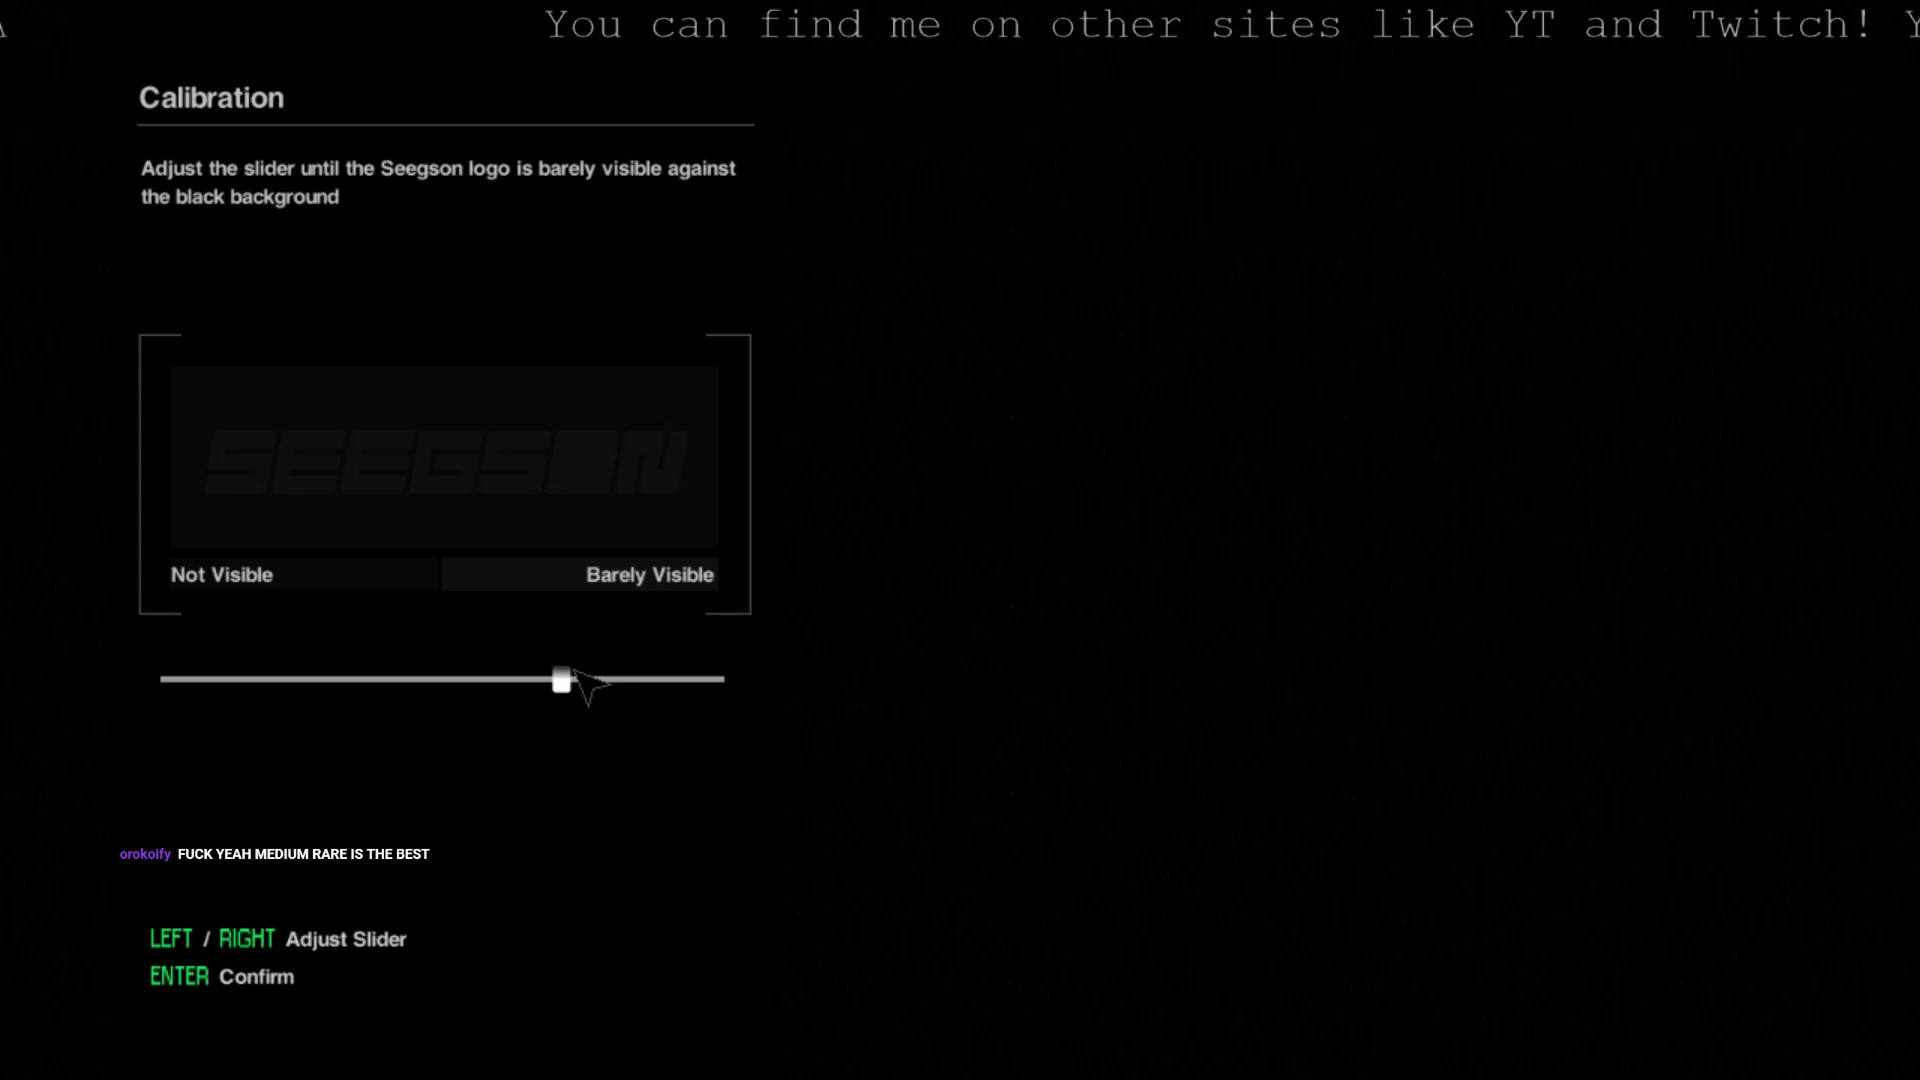 You can find me on other sites like YT and Twitch!
Calibration
Adjust the slider until the Seegson logo is barely visible against
the black background
SEEGSON
Not Visible
Barely Visible
orokoify FUCK YEAH MEDIUM RARE IS THE BEST
LEFT / RIGHT Adjust Slider
ENTER Confirm